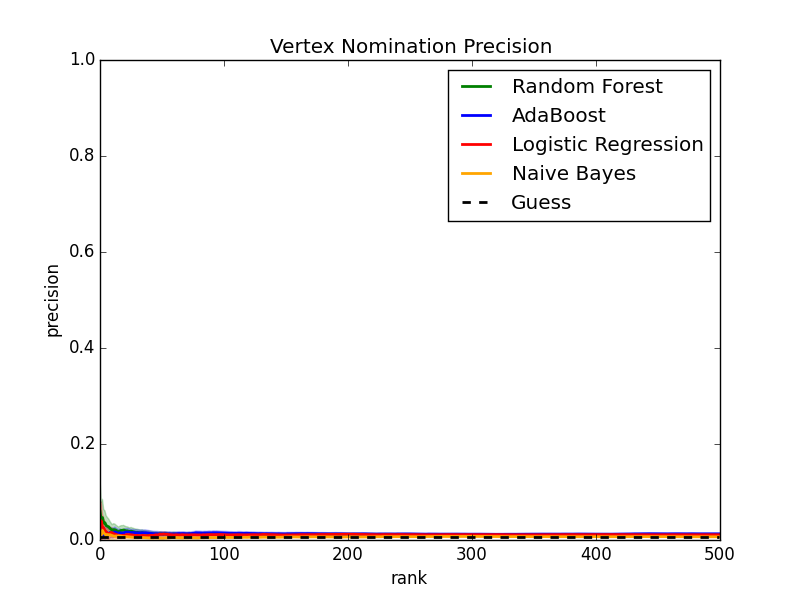 Vertex Nomination Precision
1.0
0.8
0.6
0.4
0.2
0.0
precision
Random Forest
AdaBoost
Logistic Regression
Naive Bayes
Guess
0
100
200
300
400
500
rank